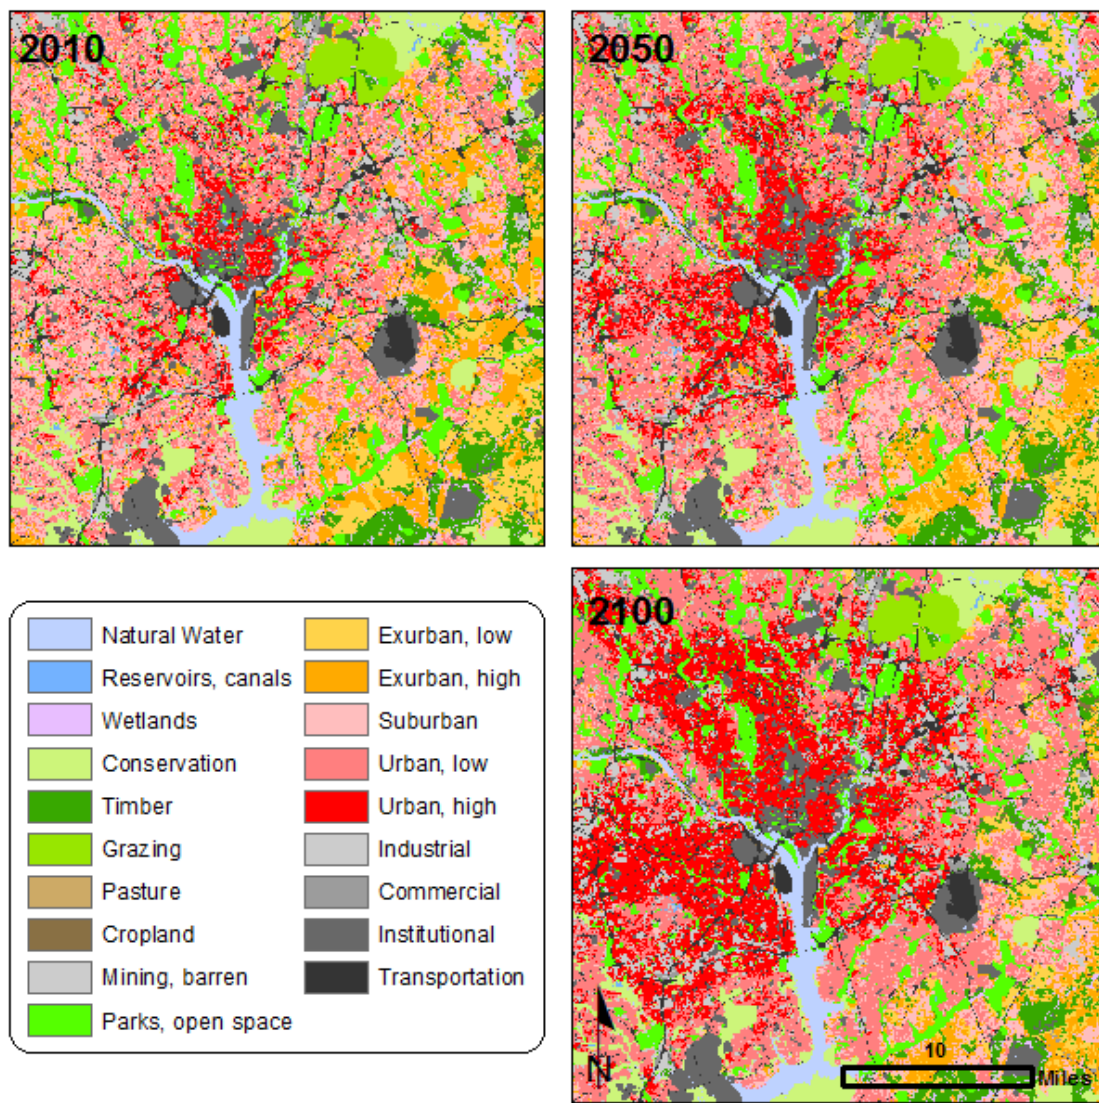 2010
2050
2100
Natural Water
Reservoirs, canals
Wetlands
Conservation
Timber
Grazing
Pasture
Cropland
Mining, barren
Parks, open space
Exurban, low
Exurban, high
Suburban
Urban, low
Urban, high
Industrial
Commercial
Institutional
Transportation
N
10
Miles